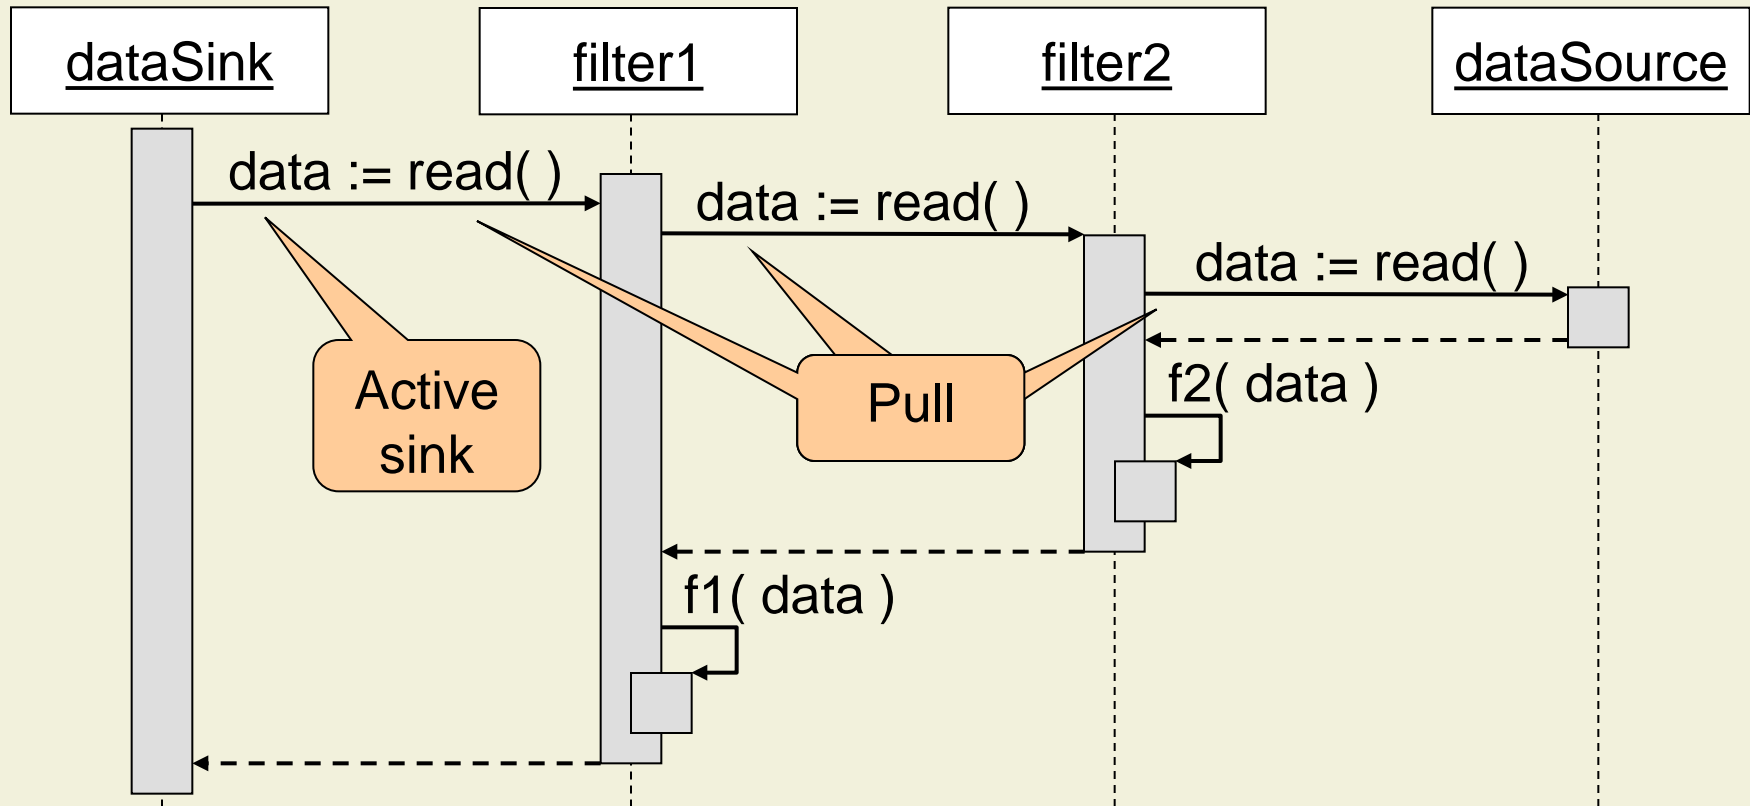 dataSink
filter1
filter2
dataSource
data := read( )
data := read( )
data := read( )
Active
sink
Pull
f2( data )
f1( data )